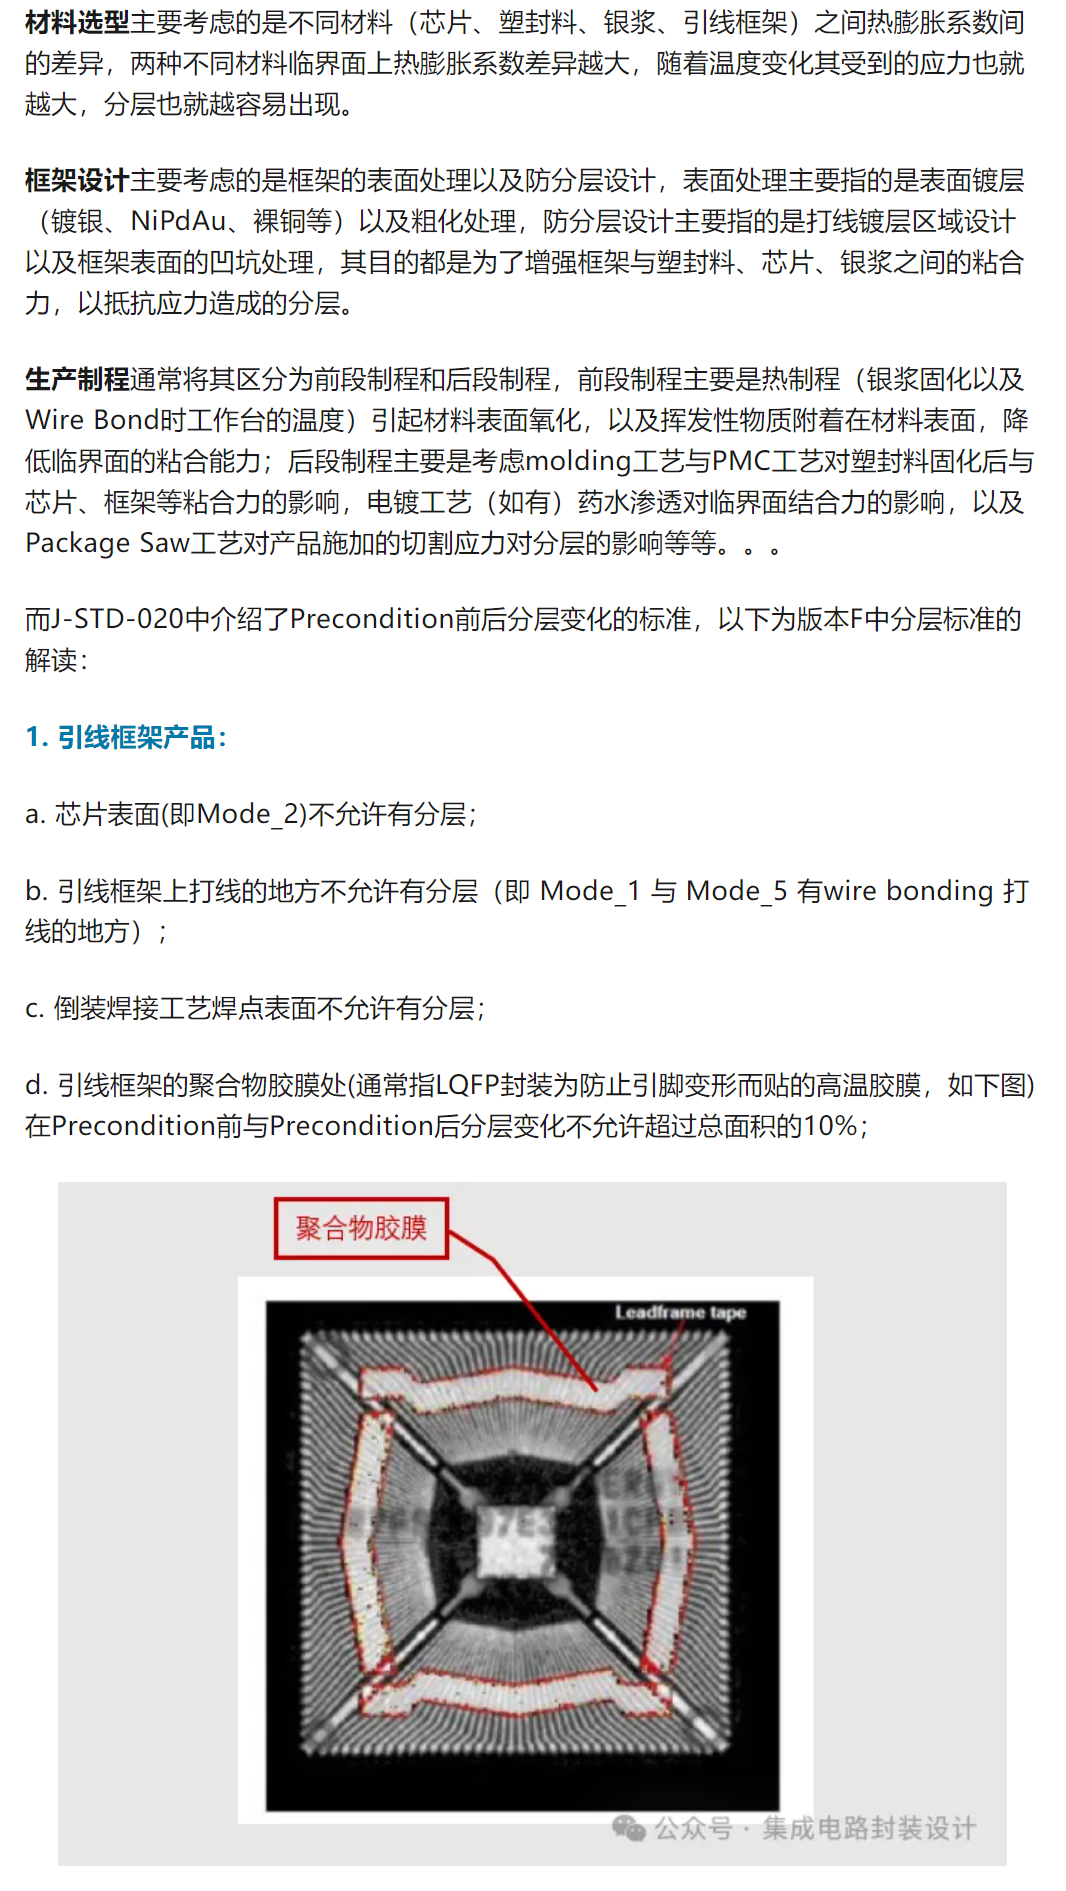 材料选型主要考虑的是不同材料（芯片、塑封料、银浆、引线框架）之间热膨胀系数间
的差异，两种不同材料临界面上热膨胀系数差异越大，随着温度变化其受到的应力也就
越大，分层也就越容易出现。
框架设计主要考虑的是框架的表面处理以及防分层设计，表面处理主要指的是表面镀层
（镀银、NiPdAu、裸铜等）以及粗化处理，防分层设计主要指的是打线镀层区域设计
以及框架表面的凹坑处理，其目的都是为了增强框架与塑封料、芯片、银浆之间的粘合
力，以抵抗应力造成的分层。
生产制程通常将其区分为前段制程和后段制程，前段制程主要是热制程（银浆固化以及
Wire Bond时工作台的温度）引起材料表面氧化，以及挥发性物质附着在材料表面，降
低临界面的粘合能力；后段制程主要是考虑molding工艺与PMC工艺对塑封料固化后与
芯片、框架等粘合力的影响，电镀工艺（如有）药水渗透对临界面结合力的影响，以及
Package Saw工艺对产品施加的切割应力对分层的影响等等。。。
而J-STD-020中介绍了Precondition前后分层变化的标准，以下为版本F中分层标准的
解读：
1. 引线框架产品：
a. 芯片表面(即Mode_2)不允许有分层；
b. 引线框架上打线的地方不允许有分层（即 Mode_1 与 Mode_5 有wire bonding 打
线的地方）；
c. 倒装焊接工艺焊点表面不允许有分层；
d. 引线框架的聚合物胶膜处(通常指LQFP封装为防止引脚变形而贴的高温胶膜，如下图)
在Precondition前与Precondition后分层变化不允许超过总面积的10%；
聚合物胶膜
Leadframe tape
公众号 · 集成电路封装设计